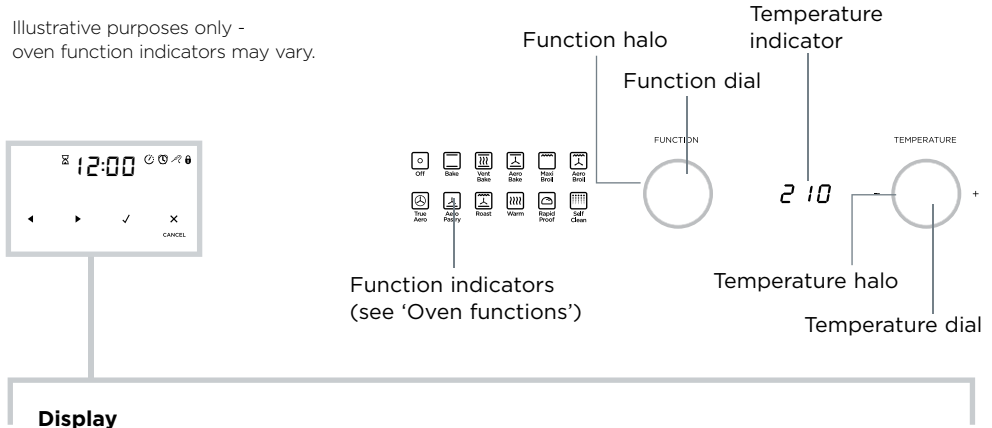 Illustrative purposes only -
oven function indicators may vary.
Function halo
Function dial
Temperature
indicator
12:00
CANCEL
Off
Bake
Vent
Bake
Aero
Bake
Maxi
Broil
Aero
Broil
True
Aero
Aero
Pastry
Roast
Warm
Rapid
Proof
Self
Clean
FUNCTION
210
TEMPERATURE
- +
Function indicators
(see ‘Oven functions’)
Temperature halo
Temperature dial
Display